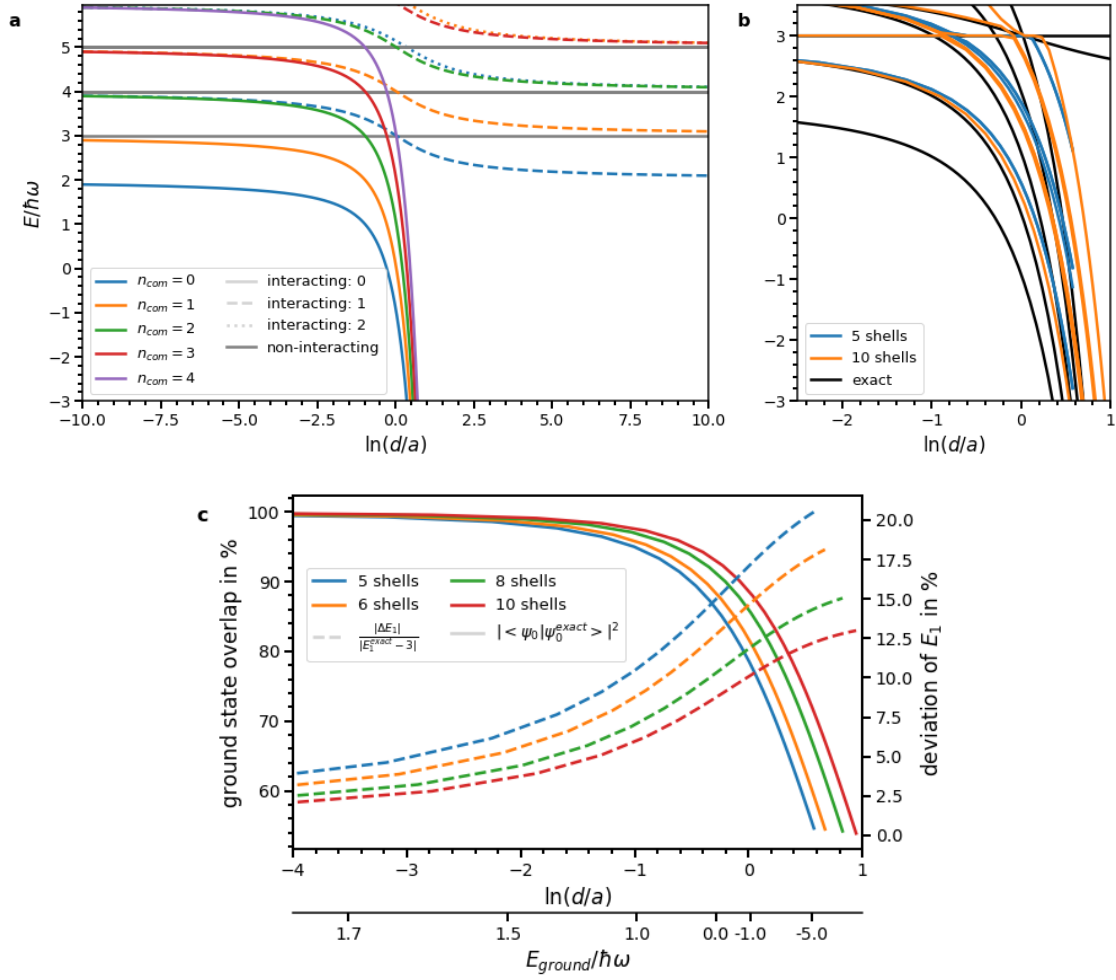 a
E/ħω
5
4
3
2
1
0
−1
−2
−3
n_com = 0
n_com = 1
n_com = 2
n_com = 3
n_com = 4
interacting: 0
interacting: 1
interacting: 2
non-interacting
−10.0 −7.5 −5.0 −2.5 0.0 2.5 5.0 7.5 10.0
ln(d/a)
b
3
2
1
0
−1
−2
−3
5 shells
10 shells
exact
−2 −1 0 1
ln(d/a)
c
ground state overlap in %
100
90
80
70
60
5 shells
6 shells
8 shells
10 shells
|ΔE₁| / |E₁^exact − 3|
|<ψ₀|ψ₀^exact>|²
20.0
17.5
15.0
12.5
10.0
7.5
5.0
2.5
0.0
deviation of E₁ in %
−4 −3 −2 −1 0 1
ln(d/a)
1.7 1.5 1.0 0.0 -1.0 -5.0
E_ground/ħω